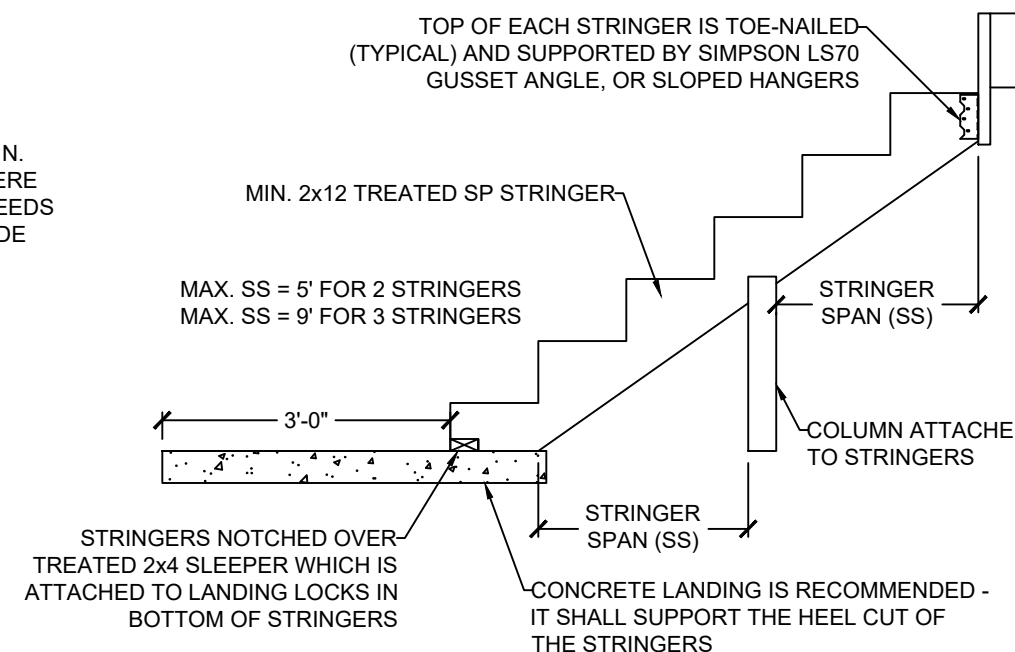 TOP OF EACH STRINGER IS TOE-NAILED
(TYPICAL) AND SUPPORTED BY SIMPSON LS70
GUSSET ANGLE, OR SLOPED HANGERS
N.
ERE
EEDS
DE
MIN. 2x12 TREATED SP STRINGER
MAX. SS = 5' FOR 2 STRINGERS
MAX. SS = 9' FOR 3 STRINGERS
STRINGER
SPAN (SS)
3'-0"
COLUMN ATTACHE
TO STRINGERS
STRINGER
SPAN (SS)
STRINGERS NOTCHED OVER
TREATED 2x4 SLEEPER WHICH IS
ATTACHED TO LANDING LOCKS IN
BOTTOM OF STRINGERS
CONCRETE LANDING IS RECOMMENDED -
IT SHALL SUPPORT THE HEEL CUT OF
THE STRINGERS